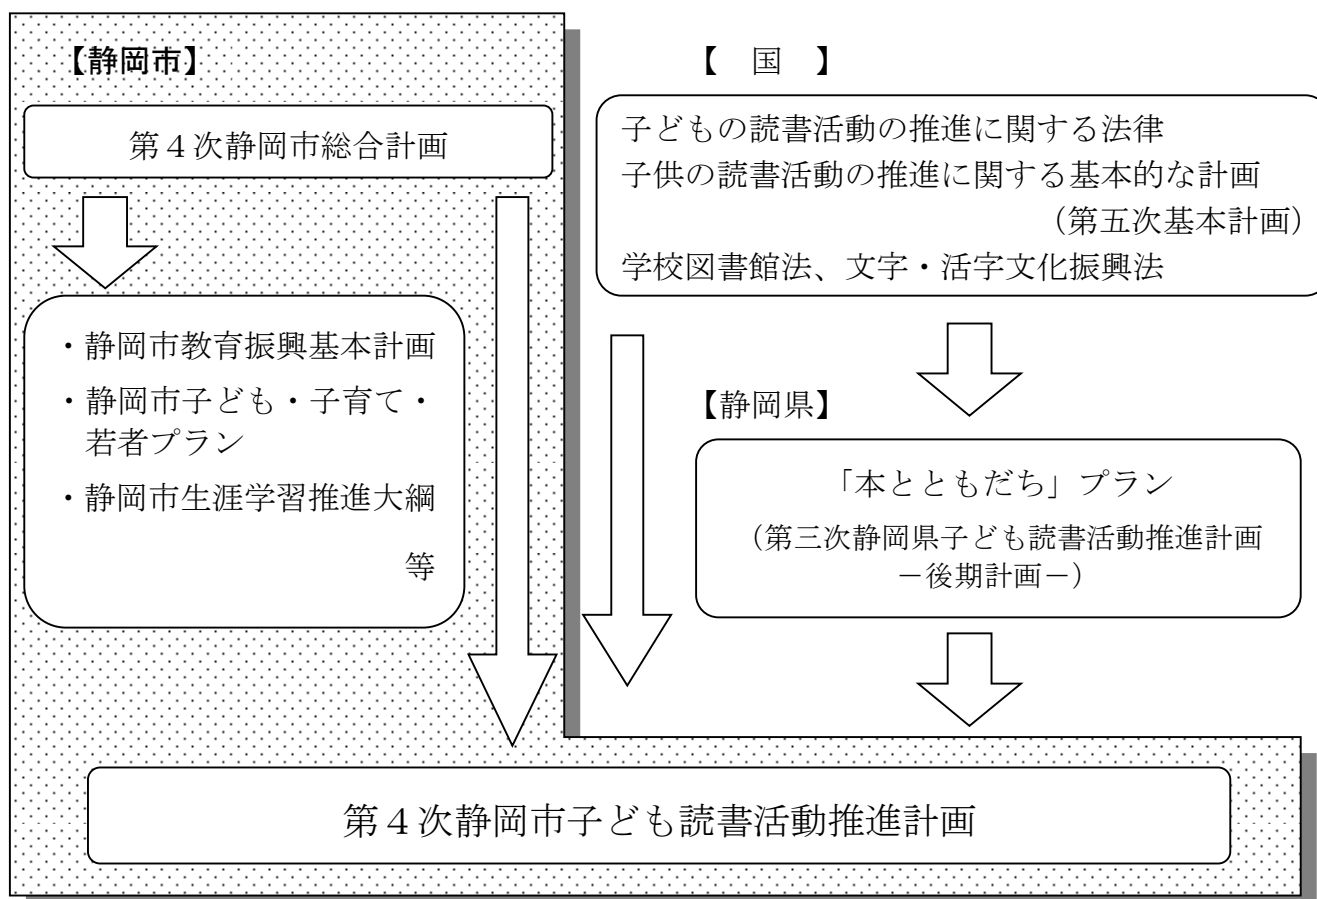 【静岡市】
第４次静岡市総合計画
・静岡市教育振興基本計画
・静岡市子ども・子育て・
若者プラン
・静岡市生涯学習推進大綱
等
【　国　】
子どもの読書活動の推進に関する法律
子供の読書活動の推進に関する基本的な計画
（第五次基本計画）
学校図書館法、文字・活字文化振興法
【静岡県】
「本とともだち」プラン
（第三次静岡県子ども読書活動推進計画
－後期計画－）
第４次静岡市子ども読書活動推進計画